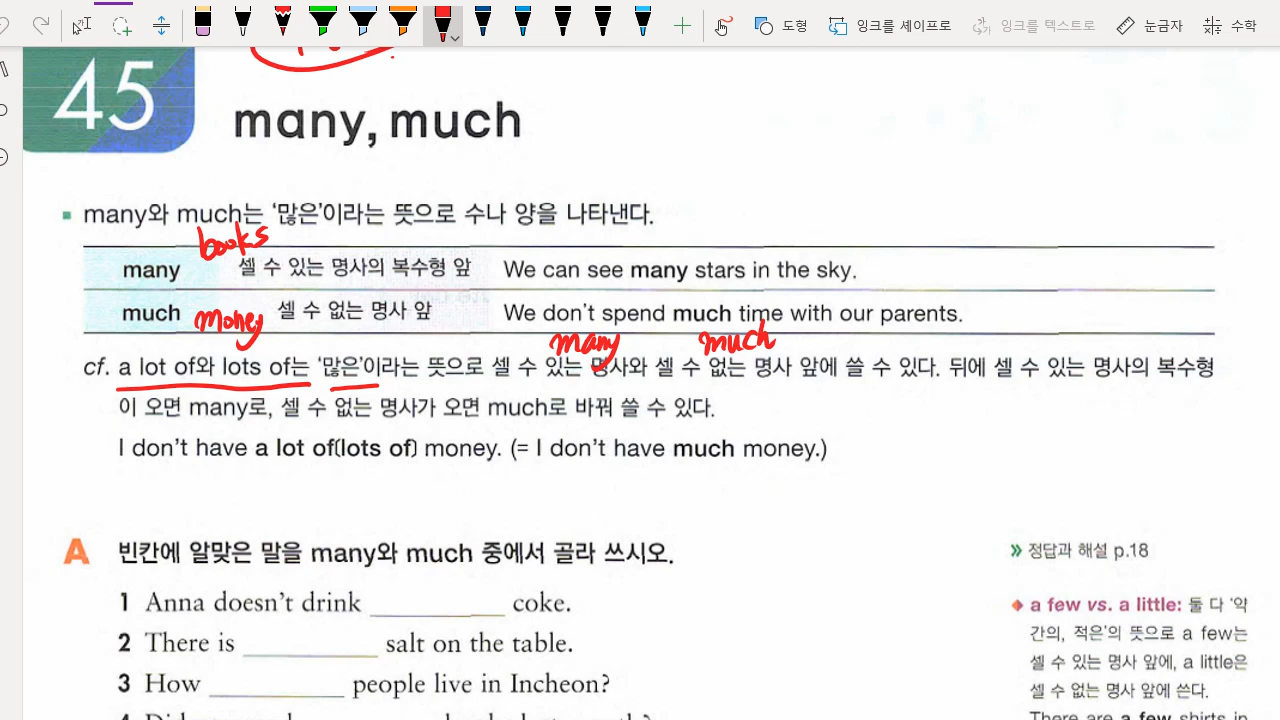 도형 잉크를 셰이프로 잉크를 텍스트로 눈금자 수학
45
many, much
many와 much는 '많은'이라는 뜻으로 수나 양을 나타낸다.
books
many 셀 수 있는 명사의 복수형 앞 We can see many stars in the sky.
much money 셀 수 없는 명사 앞 We don't spend much time with our parents.
many much
cf. a lot of와 lots of는 '많은'이라는 뜻으로 셀 수 있는 명사와 셀 수 없는 명사 앞에 쓸 수 있다. 뒤에 셀 수 있는 명사의 복수형
이 오면 many로, 셀 수 없는 명사가 오면 much로 바꿔 쓸 수 있다.
I don't have a lot of(lots of) money. (= I don't have much money.)
A 빈칸에 알맞은 말을 many와 much 중에서 골라 쓰시오.
» 정답과 해설 p.18
1 Anna doesn't drink ________ coke.
2 There is ________ salt on the table.
3 How ________ people live in Incheon?
a few vs. a little: 둘 다 '약
간의, 적은'의 뜻으로 a few는
셀 수 있는 명사 앞에, a little은
셀 수 없는 명사 앞에 쓴다.
There are a few shirts in